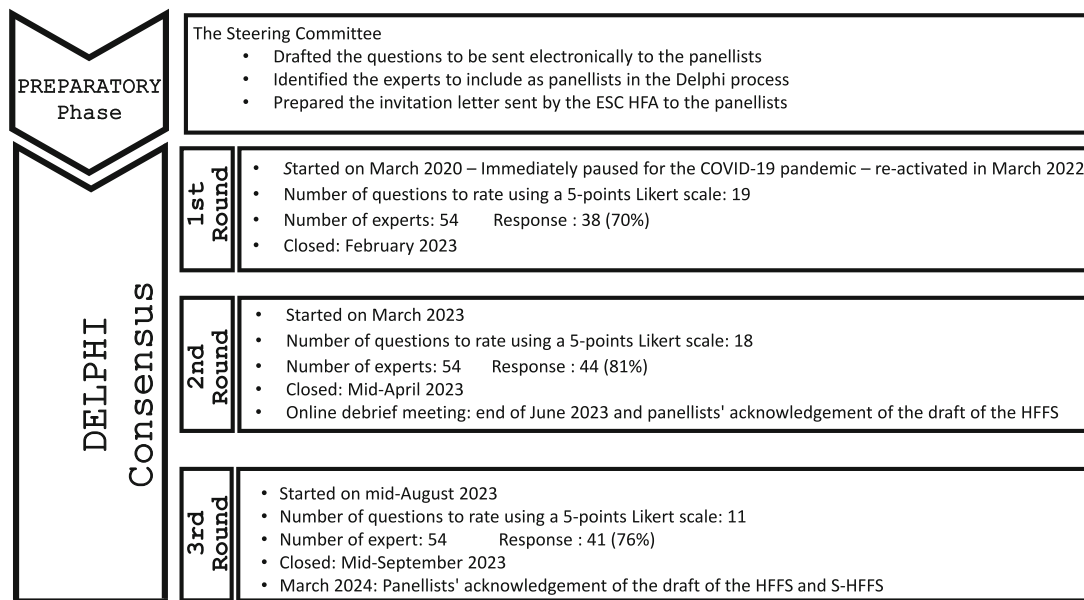 PREPARATORY
Phase
The Steering Committee
• Drafted the questions to be sent electronically to the panellists
• Identified the experts to include as panellists in the Delphi process
• Prepared the invitation letter sent by the ESC HFA to the panellists
DELPHI
Consensus
1st
Round
• Started on March 2020 – Immediately paused for the COVID-19 pandemic – re-activated in March 2022
• Number of questions to rate using a 5-points Likert scale: 19
• Number of experts: 54 Response : 38 (70%)
• Closed: February 2023
2nd
Round
• Started on March 2023
• Number of questions to rate using a 5-points Likert scale: 18
• Number of experts: 54 Response : 44 (81%)
• Closed: Mid-April 2023
• Online debrief meeting: end of June 2023 and panellists' acknowledgement of the draft of the HFFS
3rd
Round
• Started on mid-August 2023
• Number of questions to rate using a 5-points Likert scale: 11
• Number of expert: 54 Response : 41 (76%)
• Closed: Mid-September 2023
• March 2024: Panellists' acknowledgement of the draft of the HFFS and S-HFFS